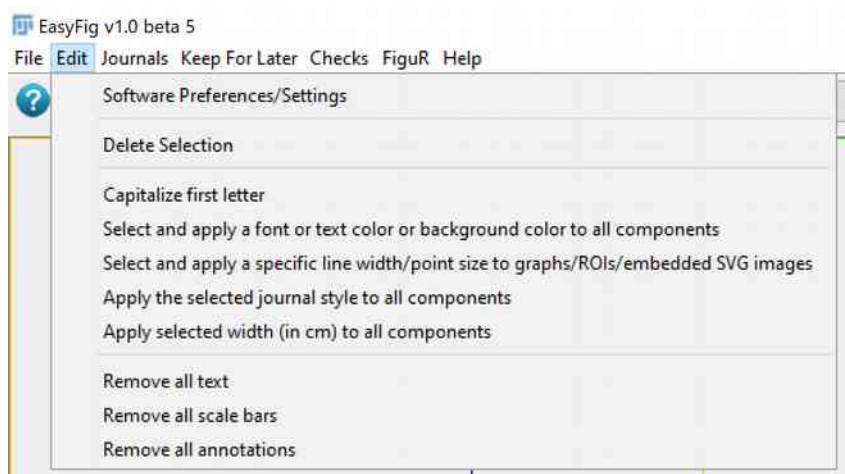 EasyFig v1.0 beta 5
File Edit Journals Keep For Later Checks FiguR Help
?
Software Preferences/Settings
Delete Selection
Capitalize first letter
Select and apply a font or text color or background color to all components
Select and apply a specific line width/point size to graphs/ROIs/embedded SVG images
Apply the selected journal style to all components
Apply selected width (in cm) to all components
Remove all text
Remove all scale bars
Remove all annotations